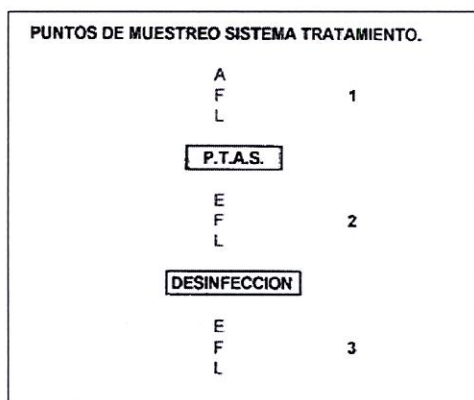 PUNTOS DE MUESTREO SISTEMA TRATAMIENTO.
A
F 1
L
P.T.A.S.
E
F 2
L
DESINFECCION
E
F 3
L